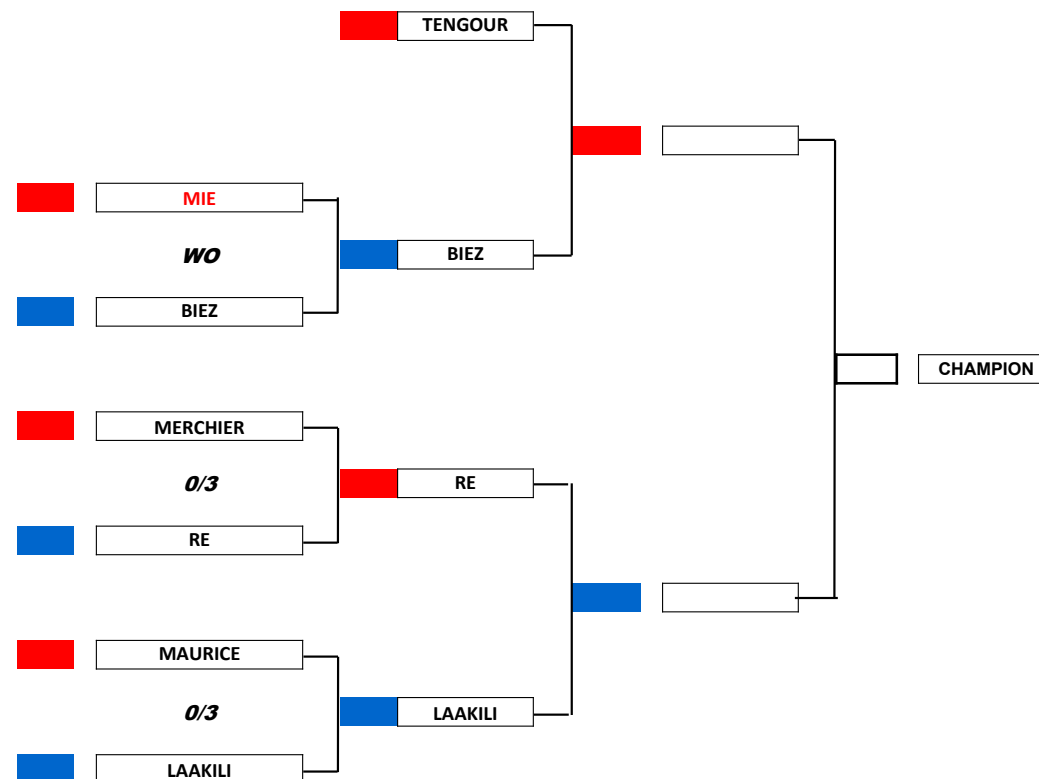 TENGOUR
MIE
WO
BIEZ
BIEZ
CHAMPION
MERCHIER
0/3
RE
RE
MAURICE
0/3
LAAKILI
LAAKILI